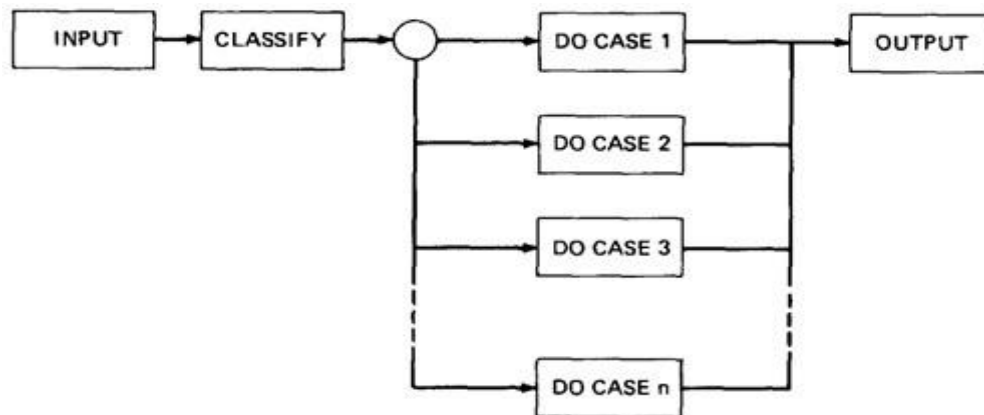 INPUT
CLASSIFY
DO CASE 1
OUTPUT
DO CASE 2
DO CASE 3
DO CASE n